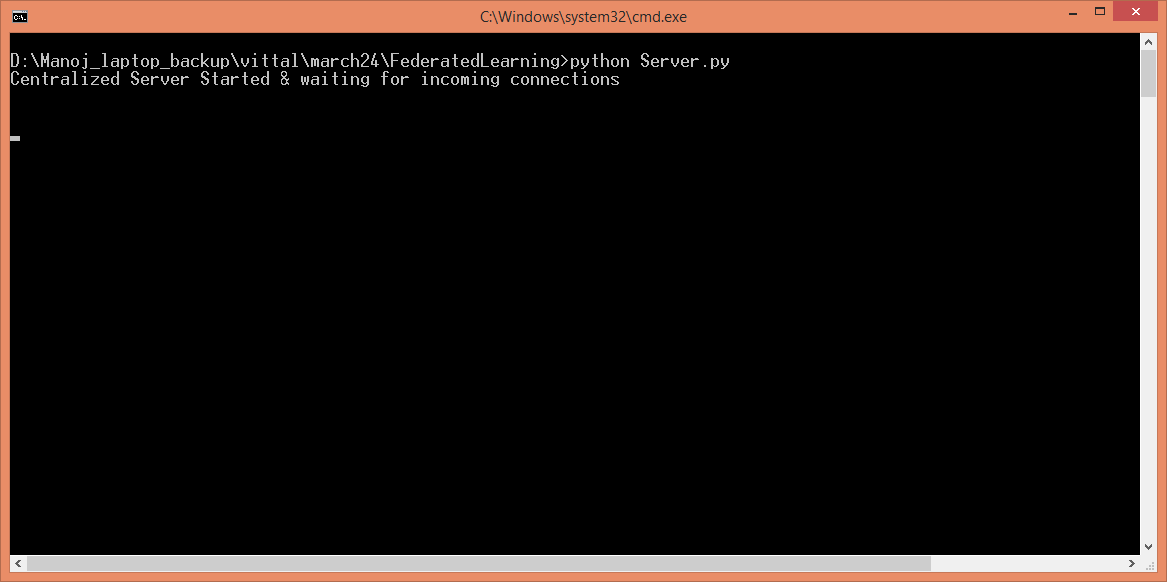 C:\Windows\system32\cmd.exe
D:\Manoj_laptop_backup\vittal\march24\FederatedLearning>python Server.py
Centralized Server Started & waiting for incoming connections